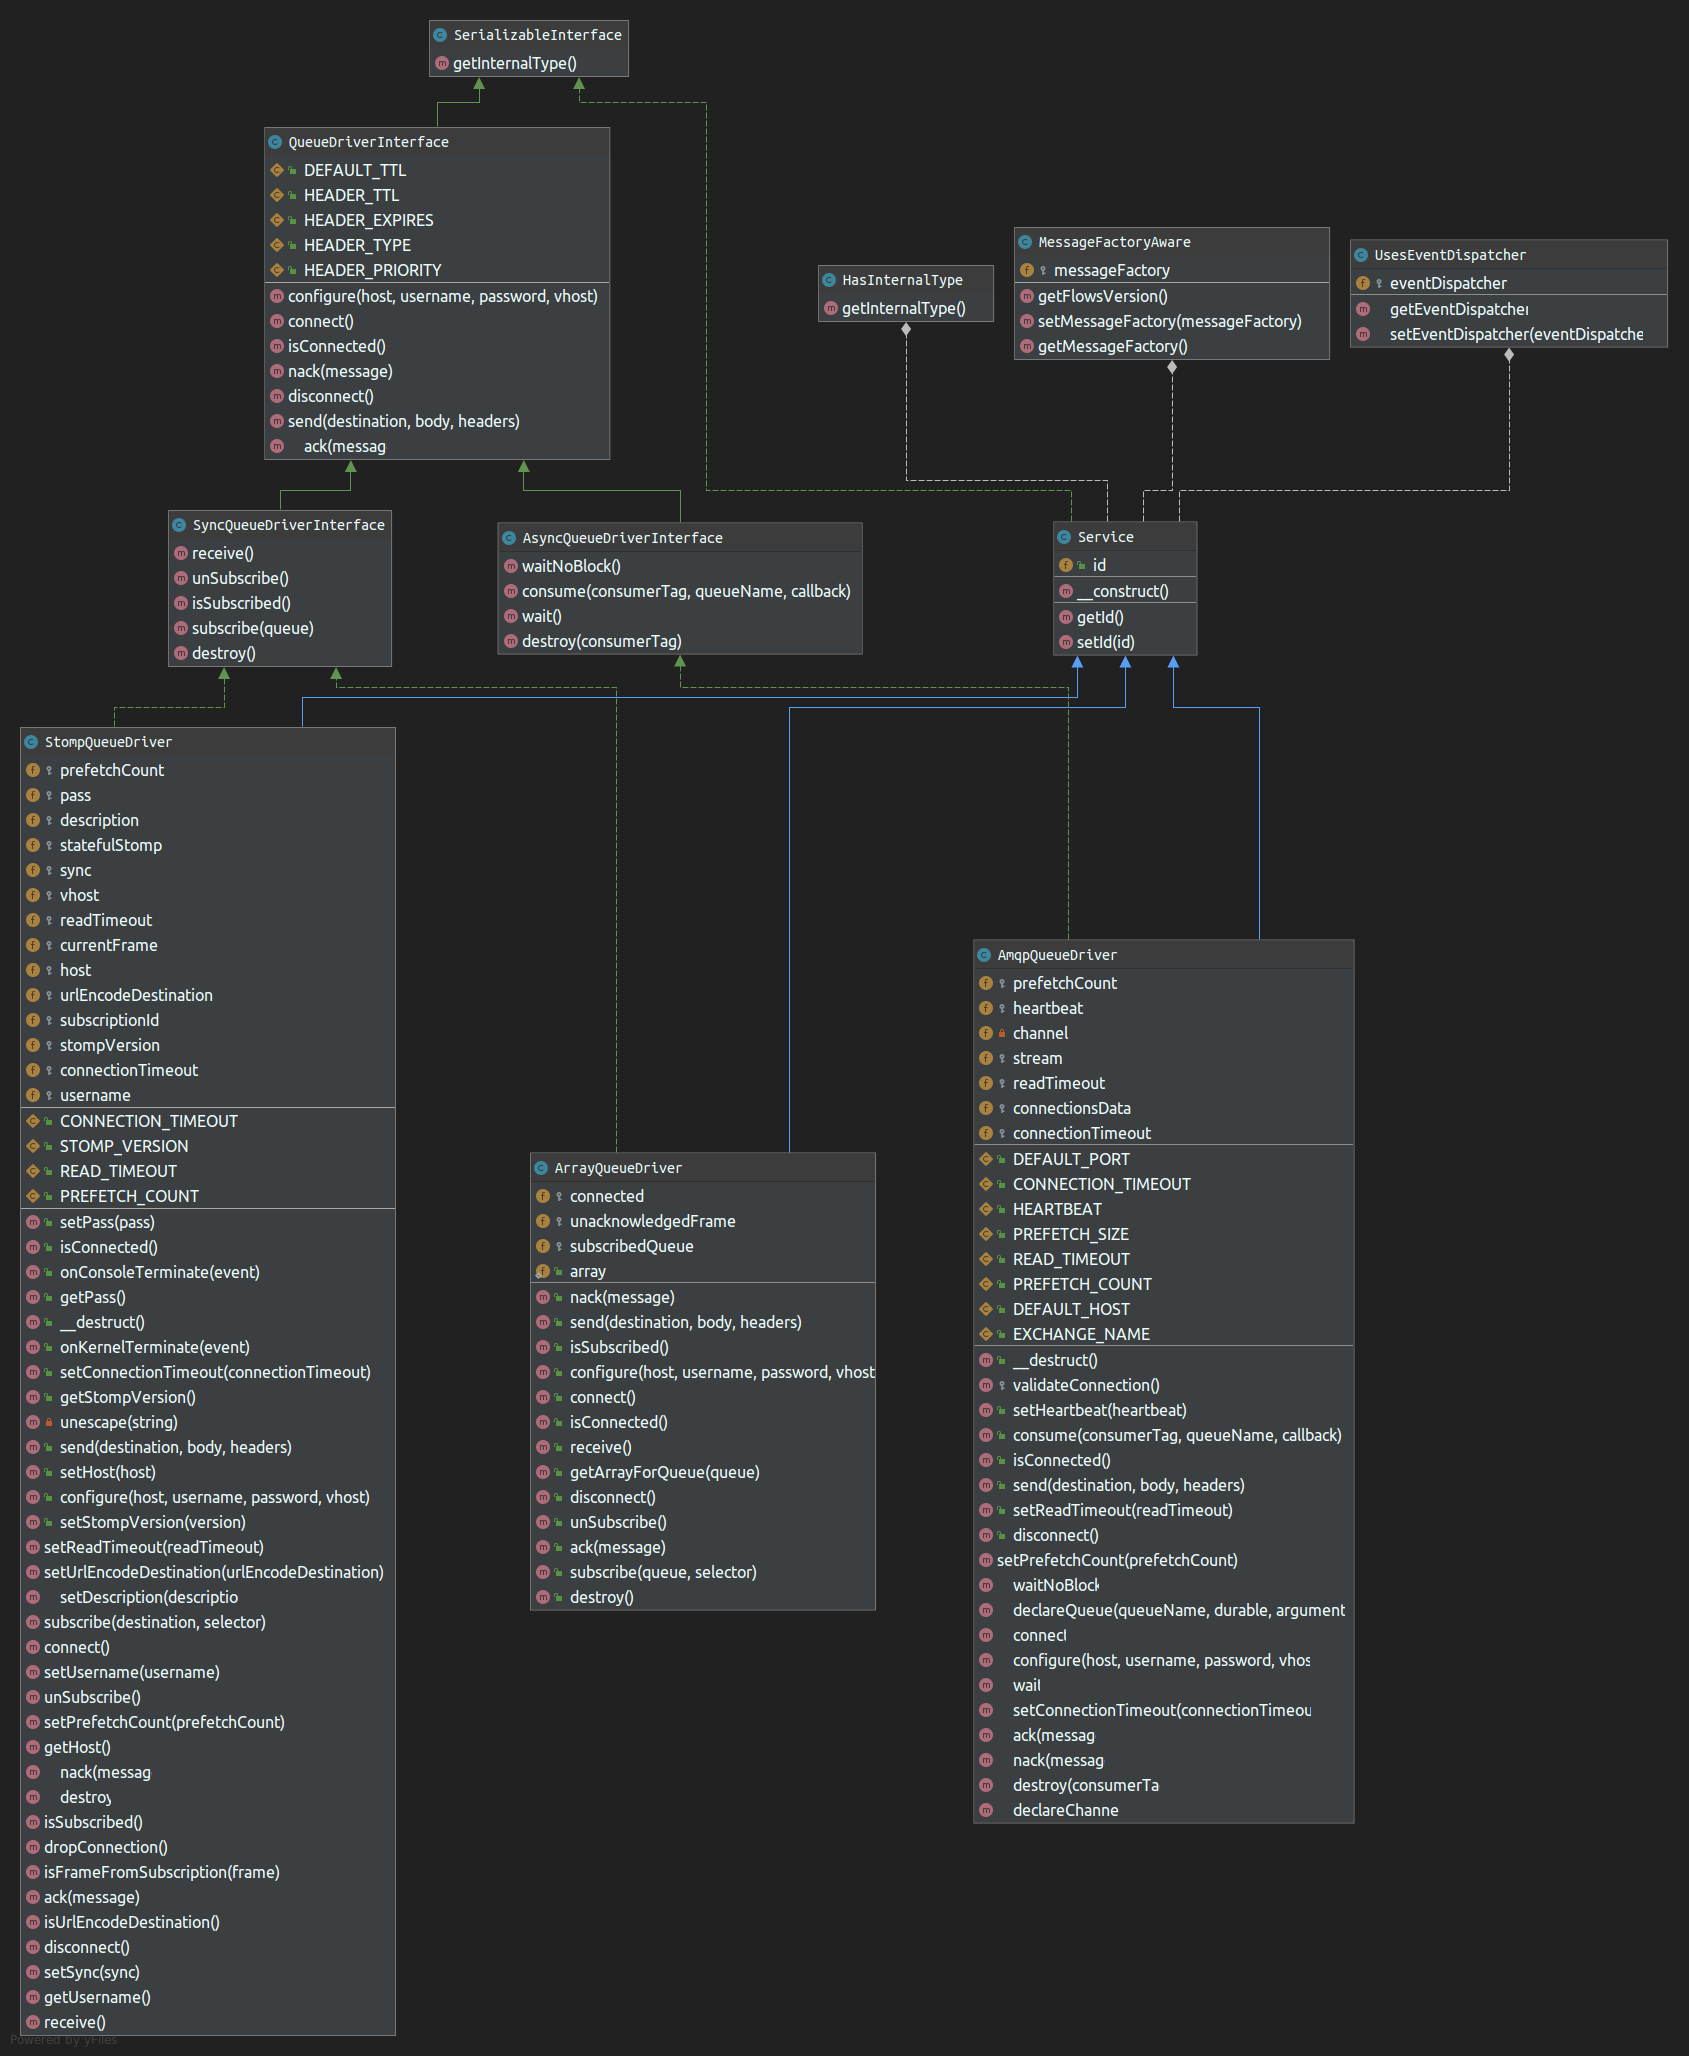 SerializableInterface
getInternalType()
QueueDriverInterface
DEFAULT_TTL
HEADER_TTL
HEADER_EXPIRES
HEADER_TYPE
HEADER_PRIORITY
configure(host, username, password, vhost)
connect()
isConnected()
nack(message)
disconnect()
send(destination, body, headers)
ack(messag
HasInternalType
getInternalType()
MessageFactoryAware
messageFactory
getFlowsVersion()
setMessageFactory(messageFactory)
getMessageFactory()
UsesEventDispatcher
eventDispatcher
getEventDispatcher
setEventDispatcher(eventDispatche
SyncQueueDriverInterface
receive()
unSubscribe()
isSubscribed()
subscribe(queue)
destroy()
AsyncQueueDriverInterface
waitNoBlock()
consume(consumerTag, queueName, callback)
wait()
destroy(consumerTag)
Service
id
__construct()
getId()
setId(id)
StompQueueDriver
prefetchCount
pass
description
statefulStomp
sync
vhost
readTimeout
currentFrame
host
urlEncodeDestination
subscriptionId
stompVersion
connectionTimeout
username
CONNECTION_TIMEOUT
STOMP_VERSION
READ_TIMEOUT
PREFETCH_COUNT
setPass(pass)
isConnected()
onConsoleTerminate(event)
getPass()
__destruct()
onKernelTerminate(event)
setConnectionTimeout(connectionTimeout)
getStompVersion()
unescape(string)
send(destination, body, headers)
setHost(host)
configure(host, username, password, vhost)
setStompVersion(version)
setReadTimeout(readTimeout)
setUrlEncodeDestination(urlEncodeDestination)
setDescription(descriptio
subscribe(destination, selector)
connect()
setUsername(username)
unSubscribe()
setPrefetchCount(prefetchCount)
getHost()
nack(messag
destroy
isSubscribed()
dropConnection()
isFrameFromSubscription(frame)
ack(message)
isUrlEncodeDestination()
disconnect()
setSync(sync)
getUsername()
receive()
ArrayQueueDriver
connected
unacknowledgedFrame
subscribedQueue
array
nack(message)
send(destination, body, headers)
isSubscribed()
configure(host, username, password, vhost
connect()
isConnected()
receive()
getArrayForQueue(queue)
disconnect()
unSubscribe()
ack(message)
subscribe(queue, selector)
destroy()
AmqpQueueDriver
prefetchCount
heartbeat
channel
stream
readTimeout
connectionsData
connectionTimeout
DEFAULT_PORT
CONNECTION_TIMEOUT
HEARTBEAT
PREFETCH_SIZE
READ_TIMEOUT
PREFETCH_COUNT
DEFAULT_HOST
EXCHANGE_NAME
__destruct()
validateConnection()
setHeartbeat(heartbeat)
consume(consumerTag, queueName, callback)
isConnected()
send(destination, body, headers)
setReadTimeout(readTimeout)
disconnect()
setPrefetchCount(prefetchCount)
waitNoBlock
declareQueue(queueName, durable, argument
connect
configure(host, username, password, vhos
wait
setConnectionTimeout(connectionTimeou
ack(messag
nack(messag
destroy(consumerTa
declareChanne
Powered by yFiles